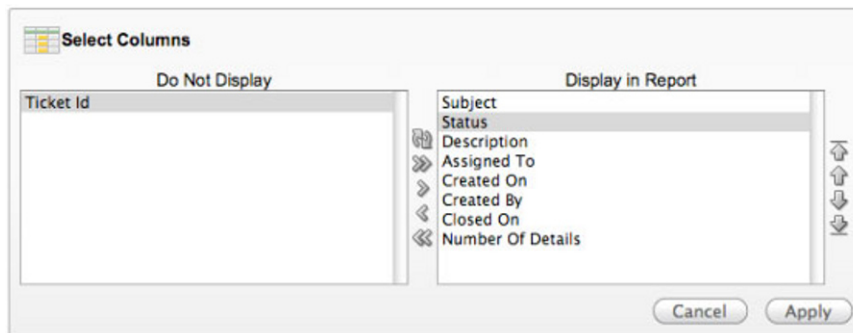 Select Columns
Do Not Display
Display in Report
Ticket Id
Subject
Status
Description
Assigned To
Created On
Created By
Closed On
Number Of Details
Cancel
Apply